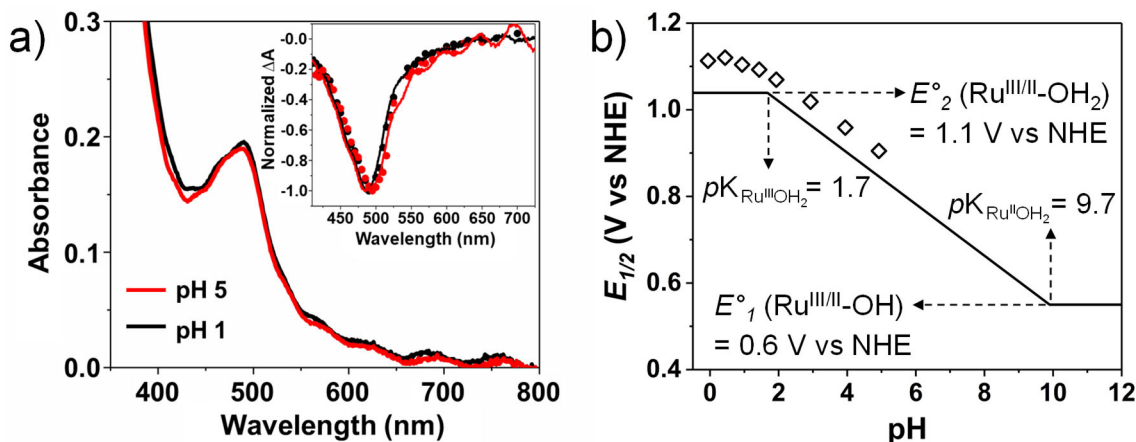 a)
0.3
0.2
0.1
0.0
Absorbance
400
500
600
700
800
Wavelength (nm)
pH 5
pH 1
-0.0
-0.2
-0.4
-0.6
-0.8
-1.0
Normalized ΔA
450
500
550
600
650
700
Wavelength (nm)
b)
1.2
1.0
0.8
0.6
0.4
E1/2 (V vs NHE)
0
2
4
6
8
10
12
pH
E°2 (RuIII/II-OH2)
= 1.1 V vs NHE
pKRuIIIOH2 = 1.7
pKRuIIOH2 = 9.7
E°1 (RuIII/II-OH)
= 0.6 V vs NHE